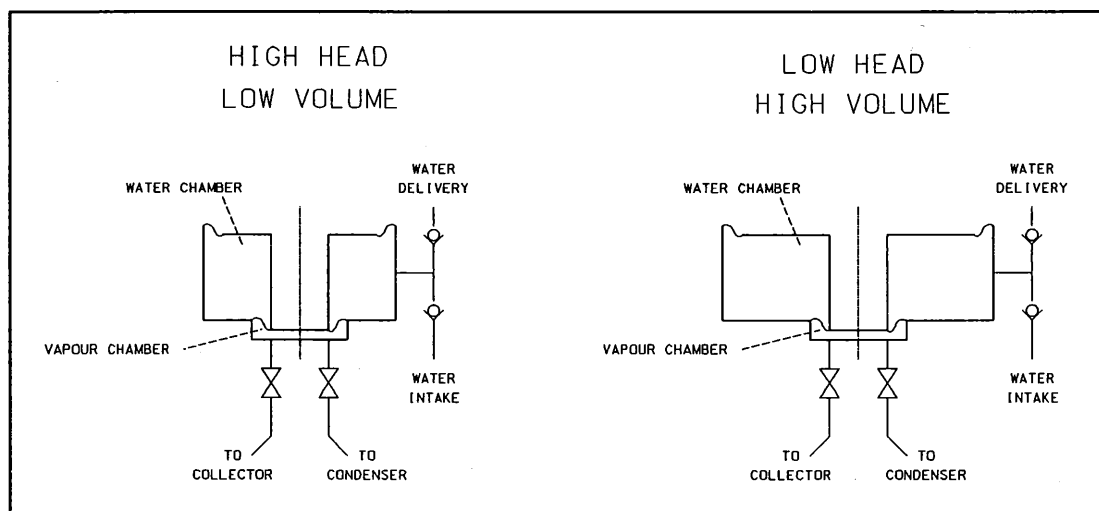 HIGH HEAD
LOW VOLUME
WATER
DELIVERY
WATER CHAMBER
VAPOUR CHAMBER
WATER
INTAKE
TO
COLLECTOR
TO
CONDENSER
LOW HEAD
HIGH VOLUME
WATER
DELIVERY
WATER CHAMBER
VAPOUR CHAMBER
WATER
INTAKE
TO
COLLECTOR
TO
CONDENSER